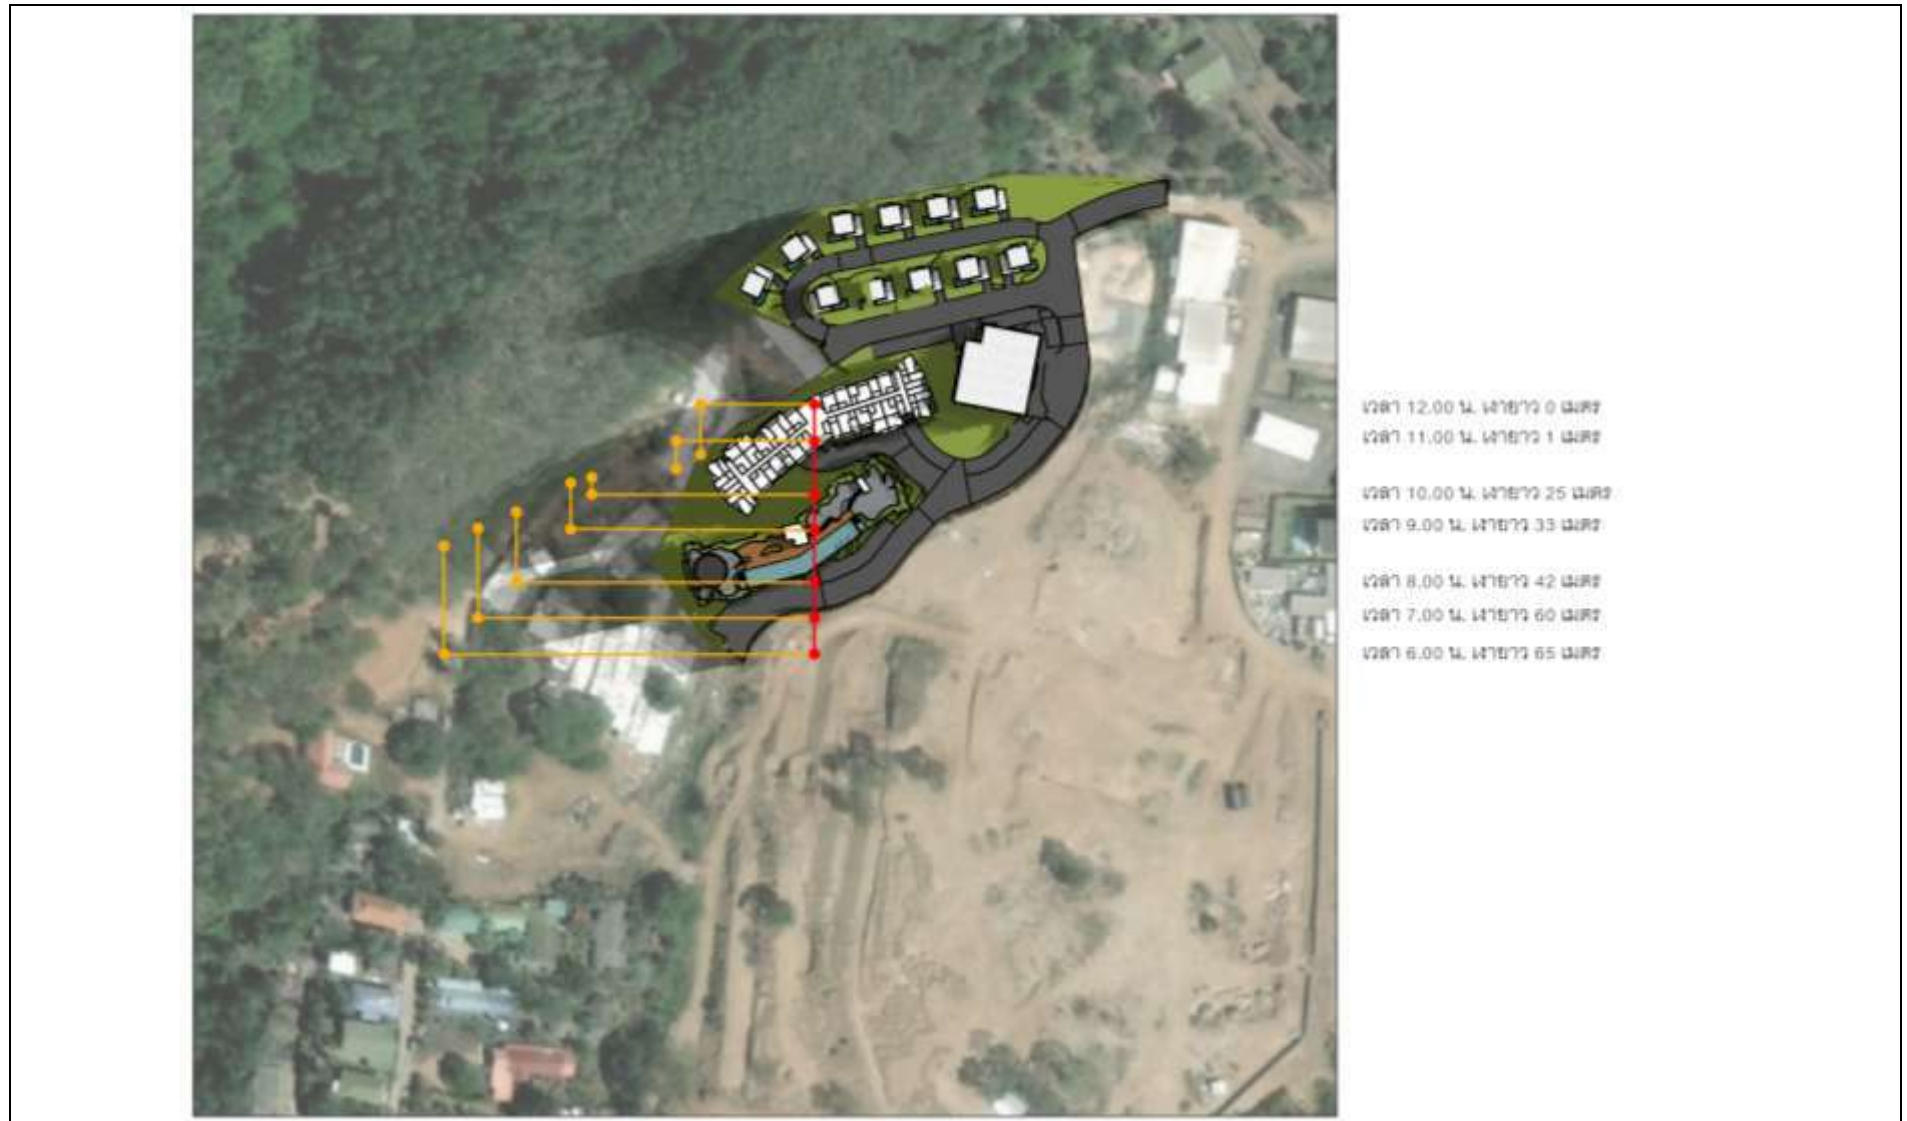 เวลา 12.00 น. เงายาว 0 เมตร
เวลา 11.00 น. เงายาว 1 เมตร
เวลา 10.00 น. เงายาว 25 เมตร
เวลา 9.00 น. เงายาว 33 เมตร
เวลา 8.00 น. เงายาว 42 เมตร
เวลา 7.00 น. เงายาว 60 เมตร
เวลา 6.00 น. เงายาว 65 เมตร